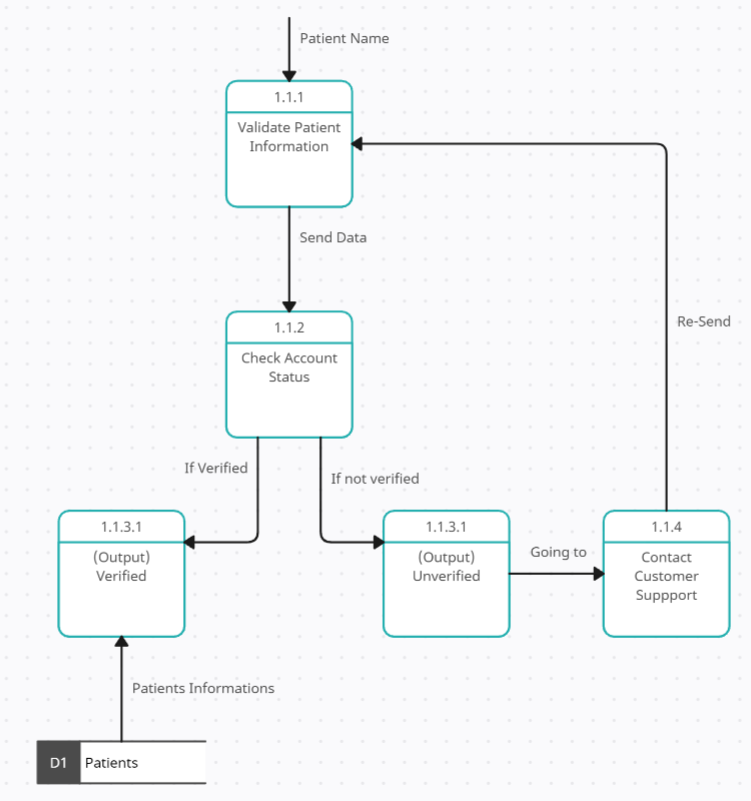 Patient Name
1.1.1
Validate Patient
Information
Send Data
Re-Send
1.1.2
Check Account
Status
If Verified
If not verified
1.1.3.1
(Output)
Verified
1.1.3.1
(Output)
Unverified
Going to
1.1.4
Contact
Customer
Suppport
Patients Informations
D1 Patients